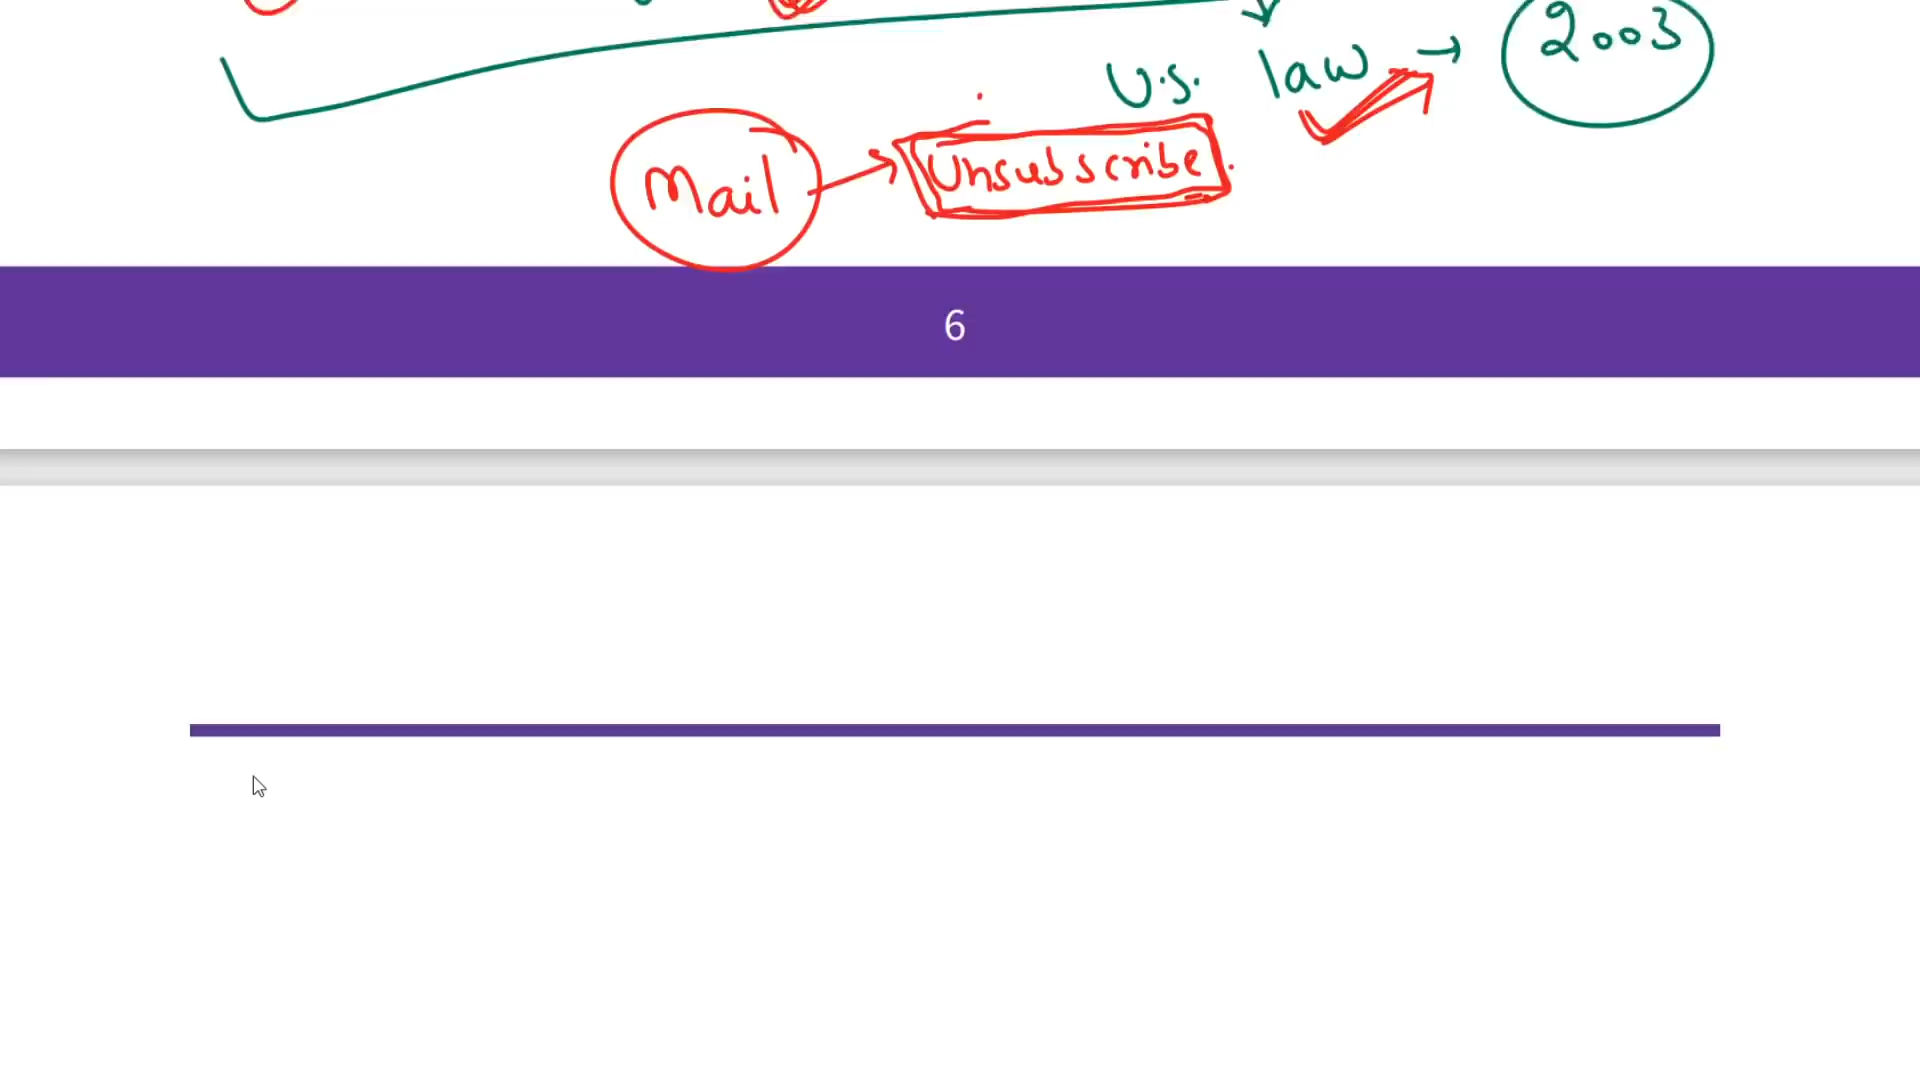 U.S. law → 2003
Mail → Unsubscribe.
6